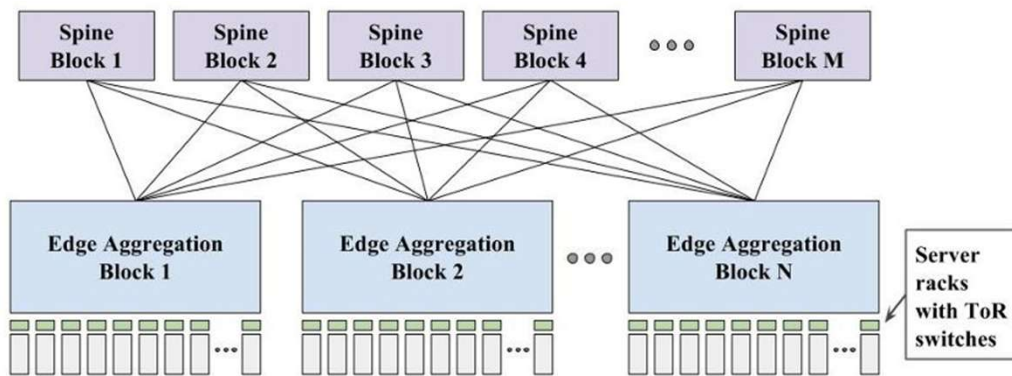 Spine
Block 1
Spine
Block 2
Spine
Block 3
Spine
Block 4
Spine
Block M
Edge Aggregation
Block 1
Edge Aggregation
Block 2
Edge Aggregation
Block N
Server
racks
with ToR
switches